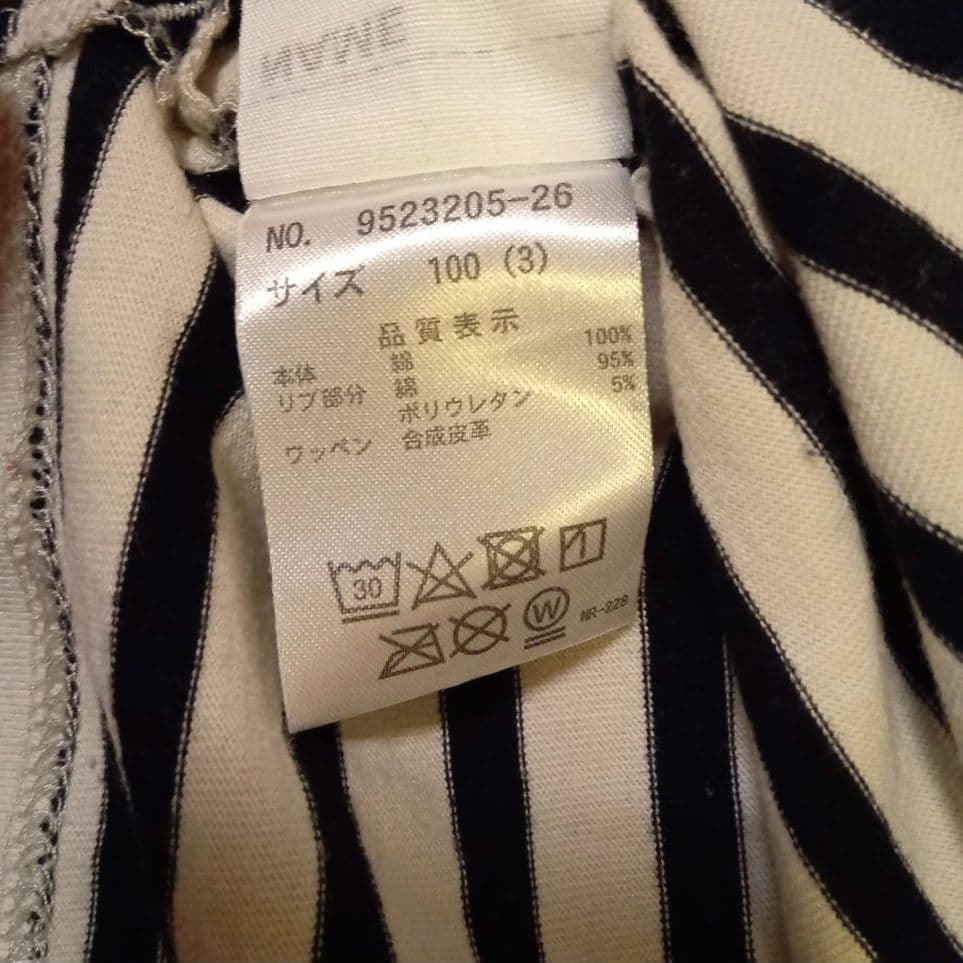 NAME
NO. 9523205-26
サイズ 100 (3)
品質表示
本体 綿 100%
リブ部分 綿 95%
ポリウレタン 5%
ワッペン 合成皮革
30
W
NR-228